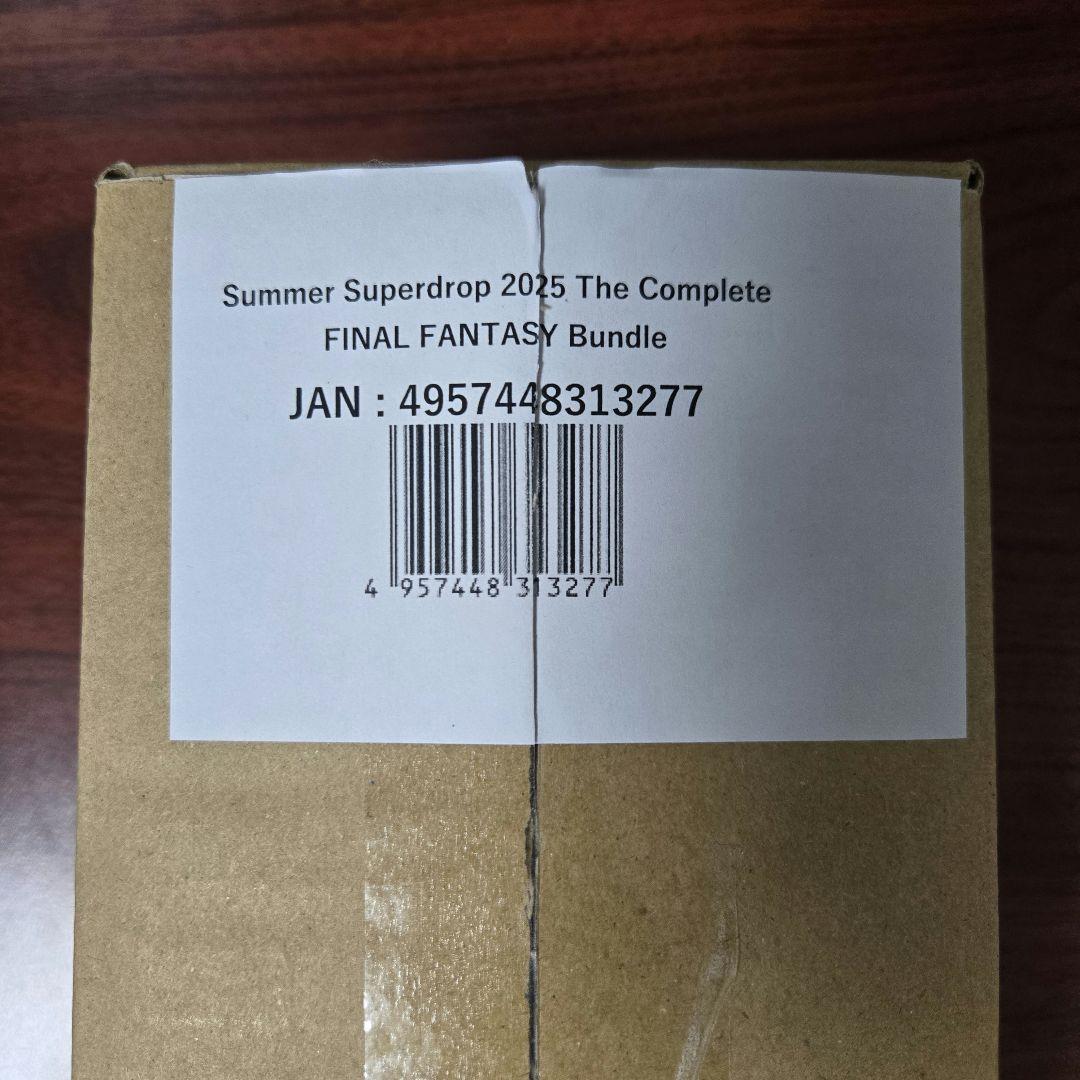 Summer Superdrop 2025 The Complete
FINAL FANTASY Bundle
JAN : 4957448313277
4 957448 313277